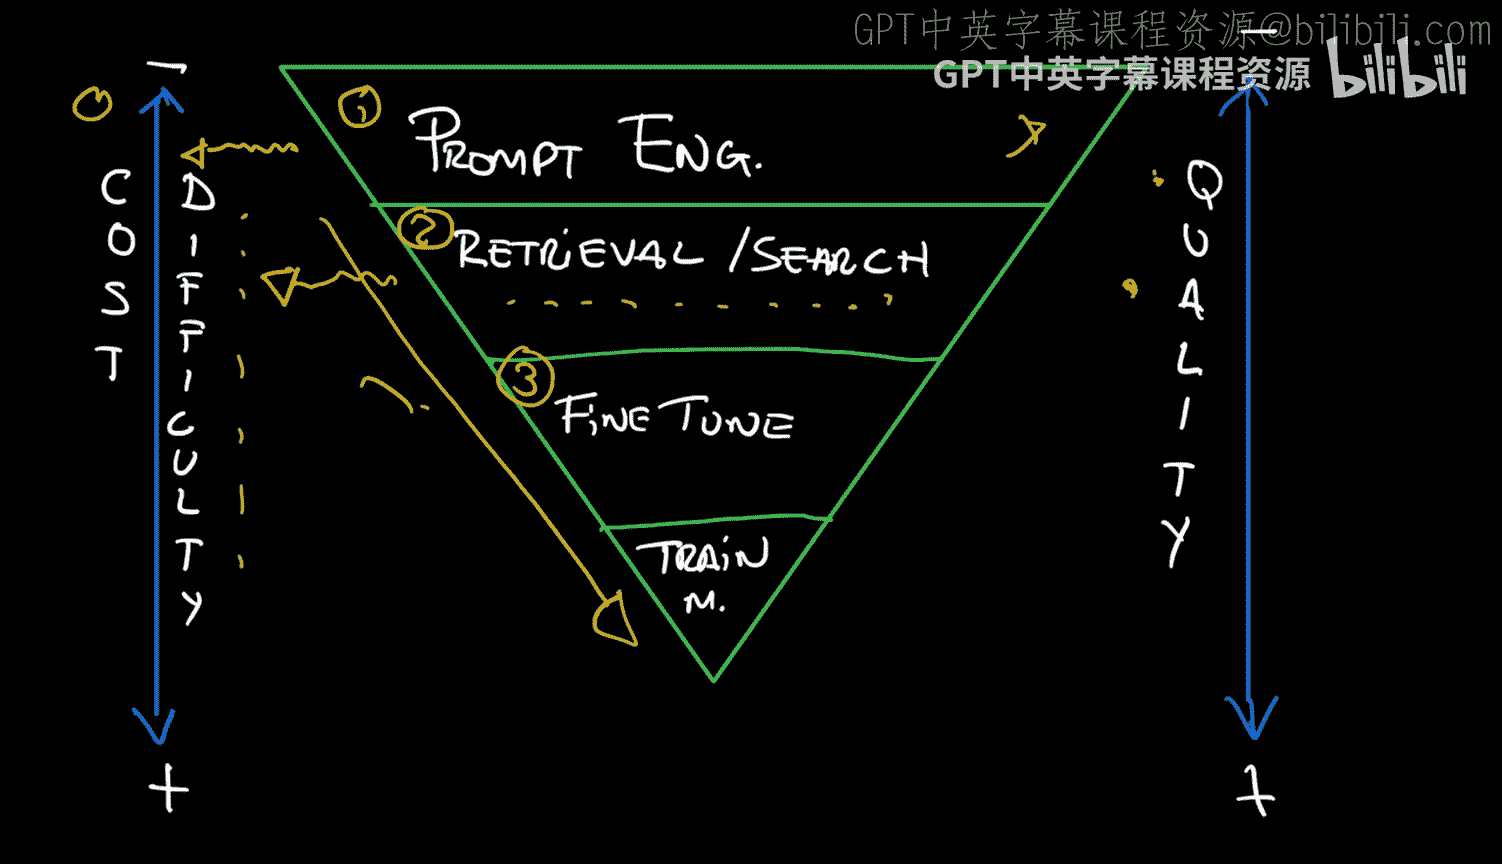 GPT中英字幕课程资源@bilibili.com
GPT中英字幕课程资源 bilibili
−
−
COST
DIFFICULTY
1
PROMPT ENG.
2
RETRIEVAL / SEARCH
3
FINE TUNE
TRAIN
M.
QUALITY
+
+